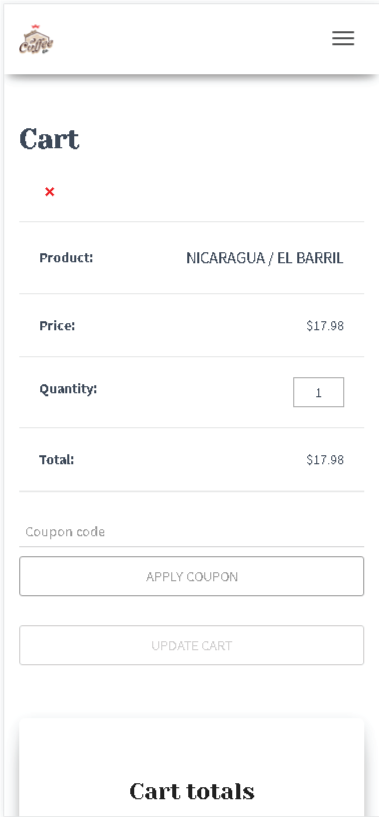 Coffee
Cart
×
Product: NICARAGUA / EL BARRIL
Price: $17.98
Quantity: 1
Total: $17.98
Coupon code
APPLY COUPON
UPDATE CART
Cart totals